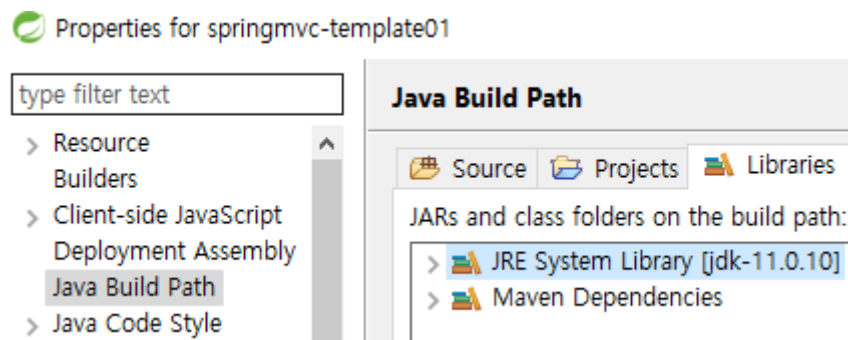 Properties for springmvc-template01
type filter text
Resource
Builders
Client-side JavaScript
Deployment Assembly
Java Build Path
Java Code Style
Java Build Path
Source Projects Libraries
JARs and class folders on the build path:
JRE System Library [jdk-11.0.10]
Maven Dependencies